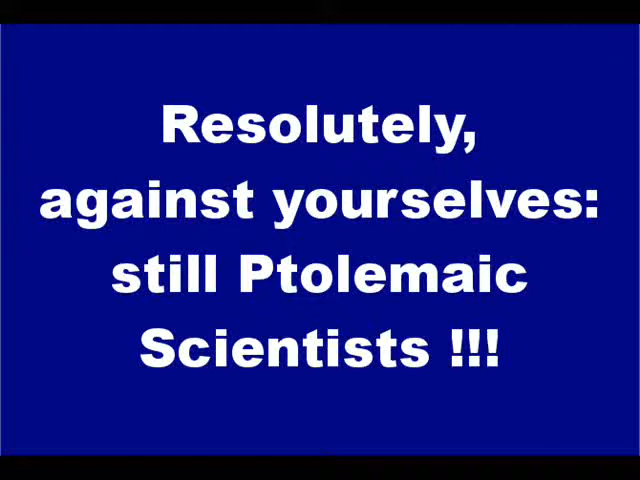 Resolutely,
against yourselves:
still Ptolemaic
Scientists !!!